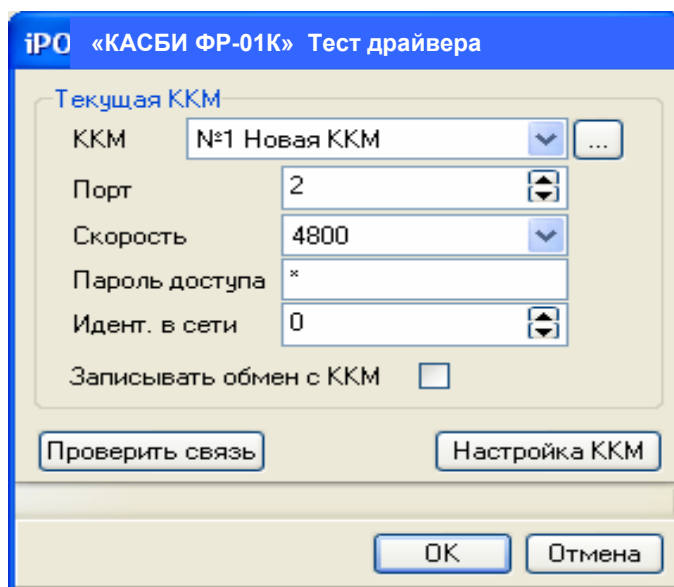 iPO «КАСБИ ФР-01К» Тест драйвера
Текущая ККМ
ККМ №1 Новая ККМ ...
Порт 2
Скорость 4800
Пароль доступа *
Идент. в сети 0
Записывать обмен с ККМ
Проверить связь Настройка ККМ
OK Отмена